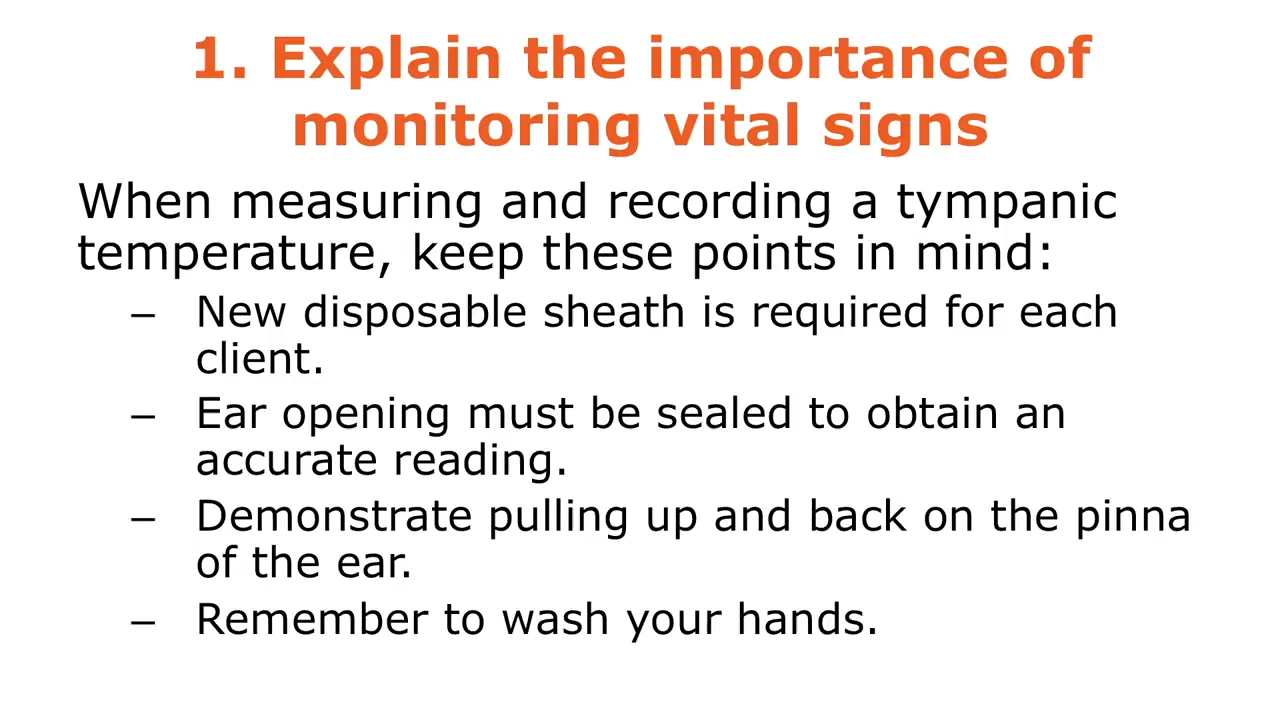 1. Explain the importance of
monitoring vital signs
When measuring and recording a tympanic
temperature, keep these points in mind:
– New disposable sheath is required for each
client.
– Ear opening must be sealed to obtain an
accurate reading.
– Demonstrate pulling up and back on the pinna
of the ear.
– Remember to wash your hands.